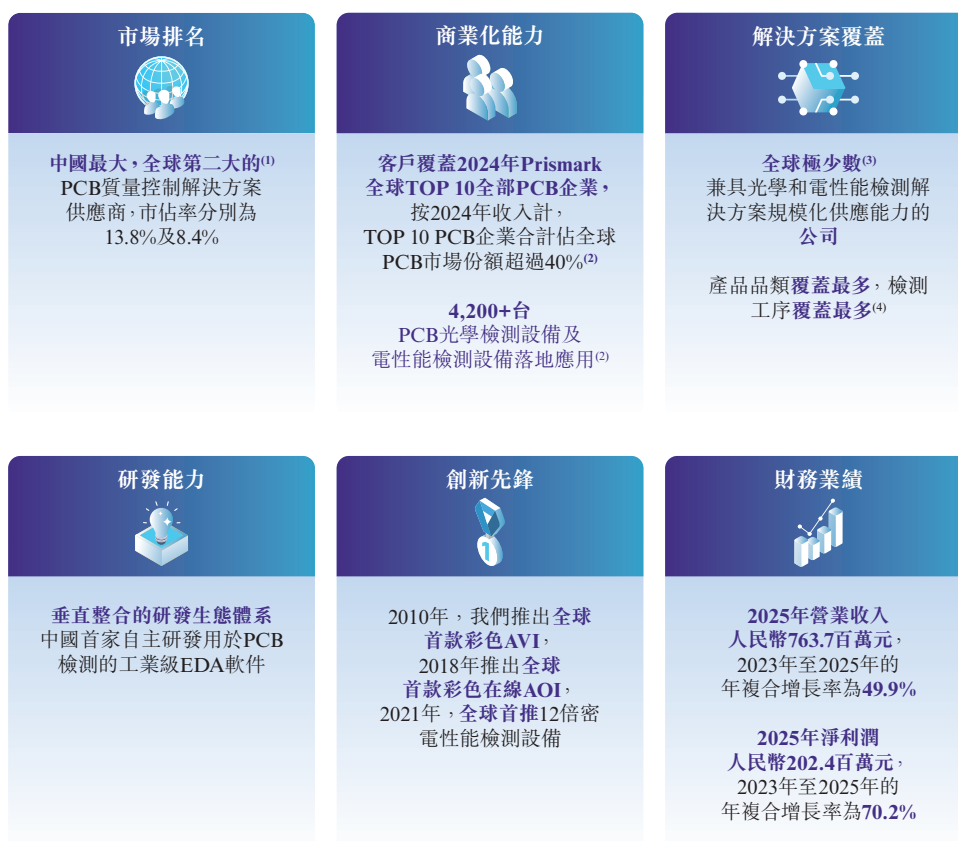 市場排名
中國最大，全球第二大的(1)
PCB質量控制解決方案
供應商，市佔率分別為
13.8%及8.4%
商業化能力
客戶覆蓋2024年Prismark
全球TOP 10全部PCB企業，
按2024年收入計，
TOP 10 PCB企業合計佔全球
PCB市場份額超過40%(2)
4,200+台
PCB光學檢測設備及
電性能檢測設備落地應用(2)
解決方案覆蓋
全球極少數(3)
兼具光學和電性能檢測解
決方案規模化供應能力的
公司
產品品類覆蓋最多，檢測
工序覆蓋最多(4)
研發能力
垂直整合的研發生態體系
中國首家自主研發用於PCB
檢測的工業級EDA軟件
創新先鋒
1
2010年，我們推出全球
首款彩色AVI，
2018年推出全球
首款彩色在線AOI，
2021年，全球首推12倍密
電性能檢測設備
財務業績
2025年營業收入
人民幣763.7百萬元，
2023年至2025年的
年複合增長率為49.9%
2025年淨利潤
人民幣202.4百萬元，
2023年至2025年的
年複合增長率為70.2%